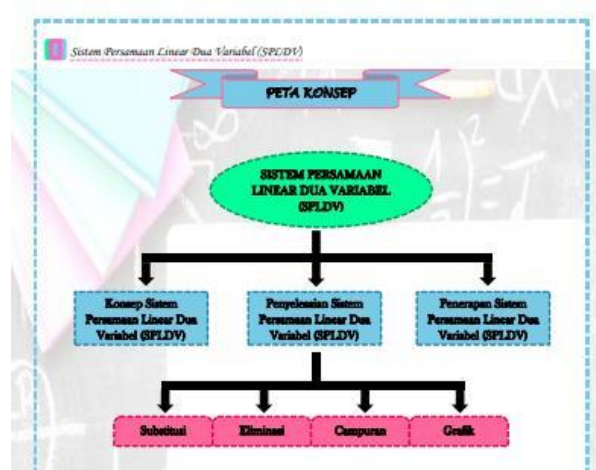 Sistem Persamaan Linear Dua Variabel (SPLDV)
PETA KONSEP
SISTEM PERSAMAAN
LINEAR DUA VARIABEL
(SPLDV)
Konsep Sistem
Persamaan Linear Dua
Variabel (SPLDV)
Penyelesaian Sistem
Persamaan Linear Dua
Variabel (SPLDV)
Penerapan Sistem
Persamaan Linear Dua
Variabel (SPLDV)
Substitusi
Eliminasi
Campuran
Grafik